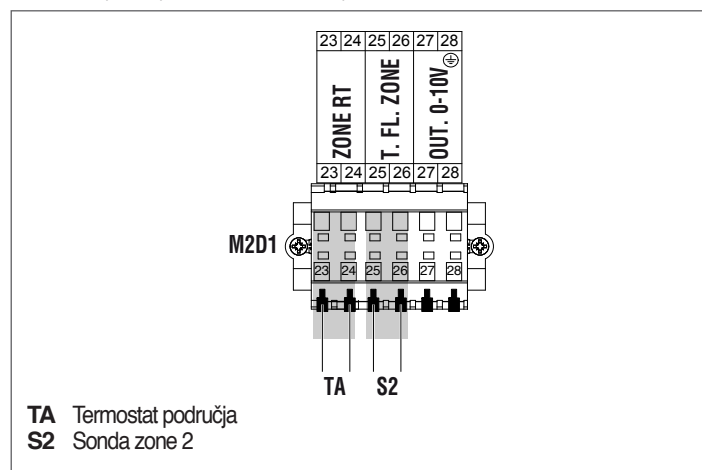 23 24 25 26 27 28
ZONE RT
T. FL. ZONE
OUT. 0-10V
23 24 25 26 27 28
M2D1
23 24 25 26 27 28
TA S2
TA Termostat područja
S2 Sonda zone 2